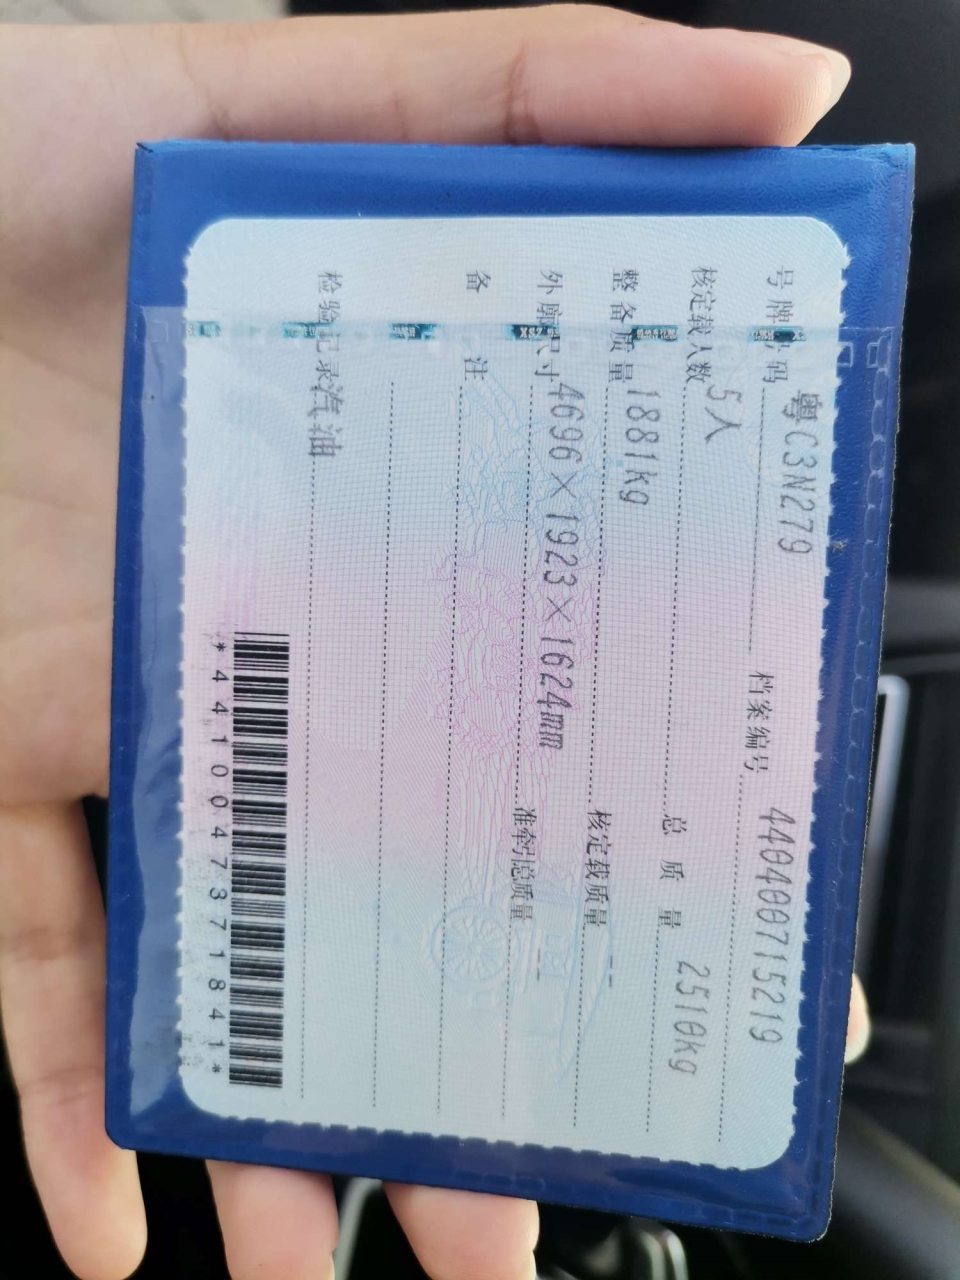 号牌号码 粤C3N279 档案编号 440400715219
核定载人数 5人 总质量 2510kg
整备质量 1881kg 核定载质量 --
外廓尺寸 4696×1923×1624mm 准牵引总质量 --
备注
检验记录 汽油
*4410047371841*